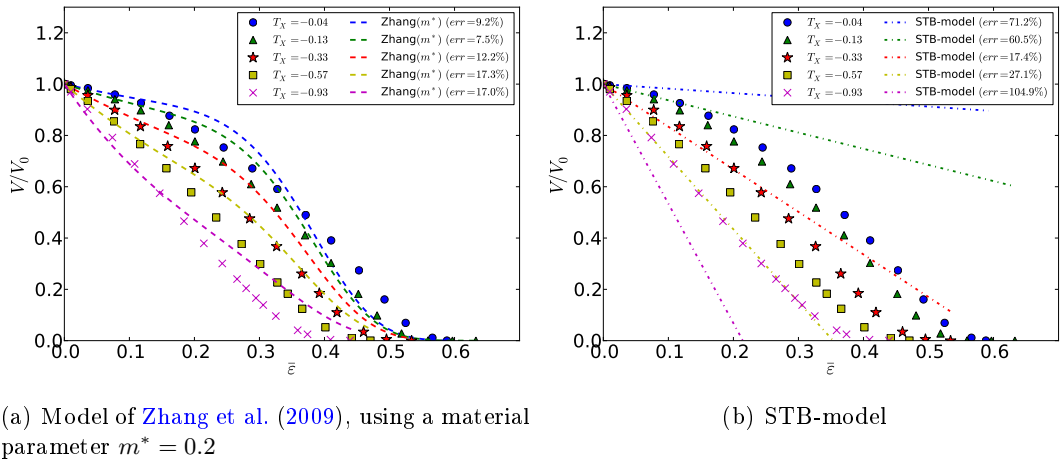 1.2
1.0
0.8
0.6
0.4
0.2
0.0
V/V₀
T_X = −0.04 Zhang(m*) (err=9.2%)
T_X = −0.13 Zhang(m*) (err=7.5%)
T_X = −0.33 Zhang(m*) (err=12.2%)
T_X = −0.57 Zhang(m*) (err=17.3%)
T_X = −0.93 Zhang(m*) (err=17.0%)
0.0 0.1 0.2 0.3 0.4 0.5 0.6
ε̄
(a) Model of Zhang et al. (2009), using a material
parameter m* = 0.2
1.2
1.0
0.8
0.6
0.4
0.2
0.0
V/V₀
T_X = −0.04 STB-model (err=71.2%)
T_X = −0.13 STB-model (err=60.5%)
T_X = −0.33 STB-model (err=17.4%)
T_X = −0.57 STB-model (err=27.1%)
T_X = −0.93 STB-model (err=104.9%)
0.0 0.1 0.2 0.3 0.4 0.5 0.6
ε̄
(b) STB-model